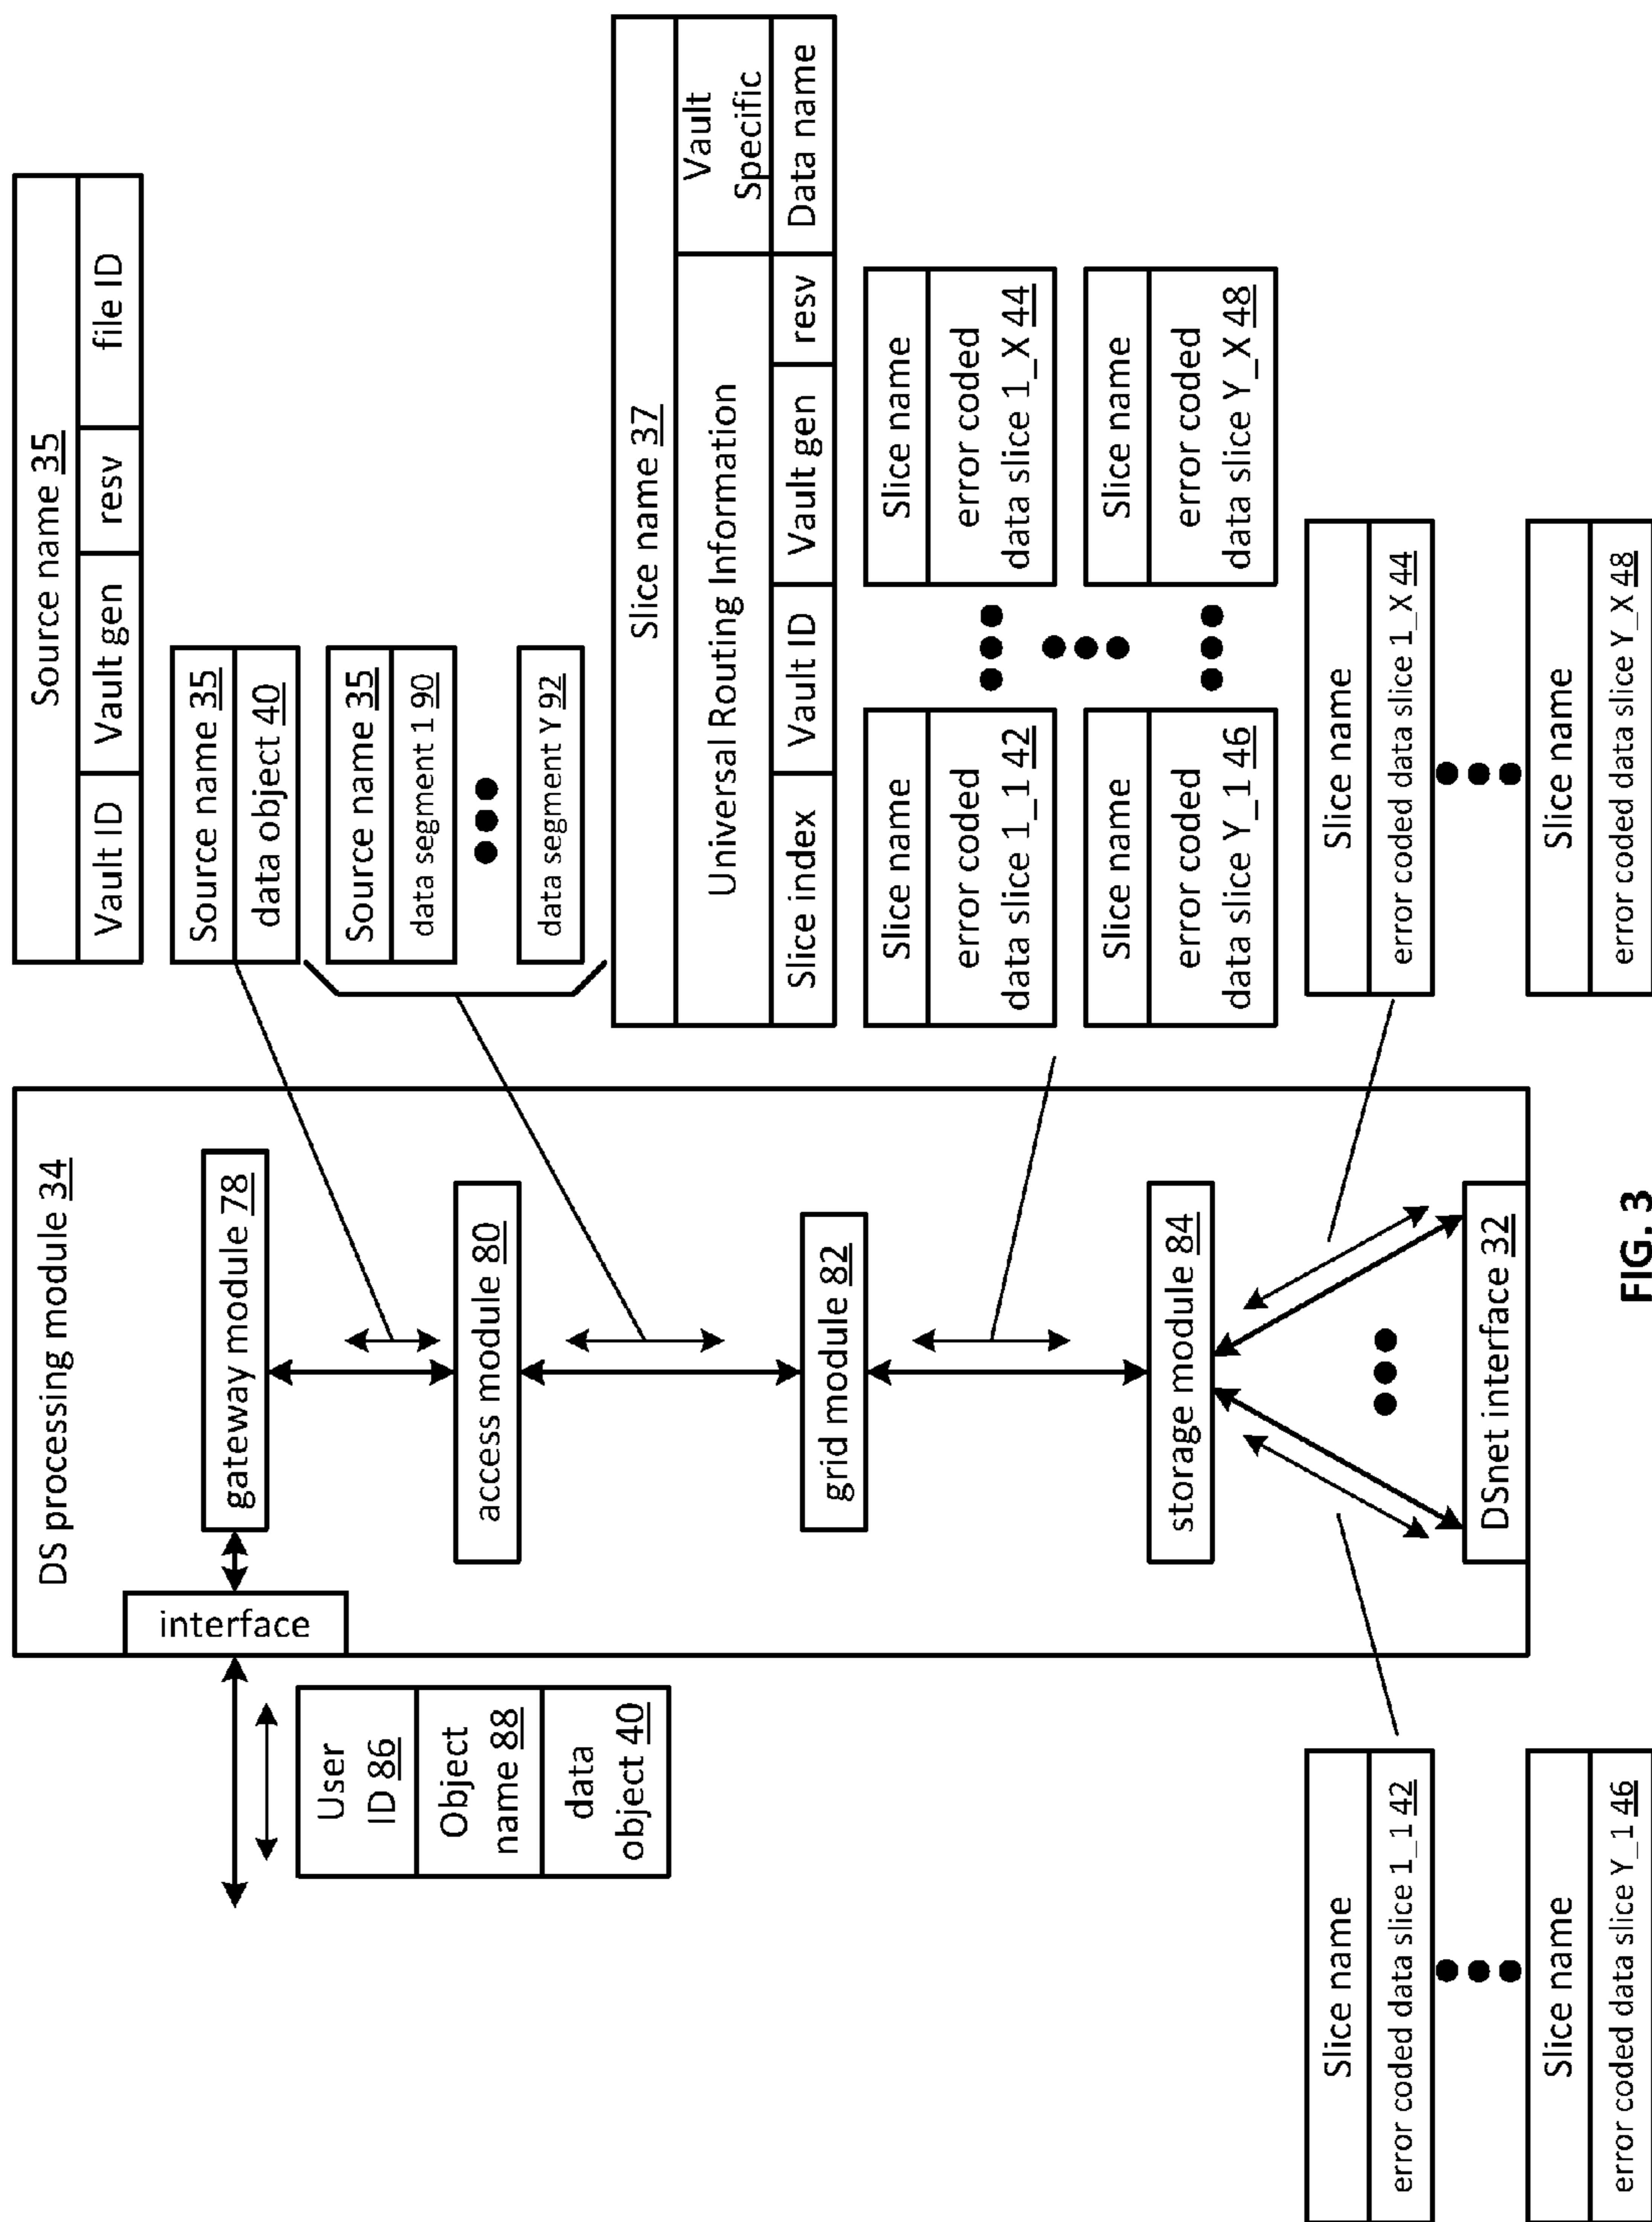 DS processing module 34
interface
gateway module 78
access module 80
grid module 82
storage module 84
DSnet interface 32
User
ID 86
Object
name 88
data
object 40
Source name 35
Vault ID
Vault gen
resv
file ID
Source name 35
data object 40
Source name 35
data segment 1 90
data segment Y 92
Slice name 37
Universal Routing Information
Vault
Specific
Slice index
Vault ID
Vault gen
resv
Data name
Slice name
error coded
data slice 1_1 42
Slice name
error coded
data slice 1_X 44
Slice name
error coded
data slice Y_1 46
Slice name
error coded
data slice Y_X 48
Slice name
error coded data slice 1_1 42
Slice name
error coded data slice Y_1 46
Slice name
error coded data slice 1_X 44
Slice name
error coded data slice Y_X 48
FIG. 3